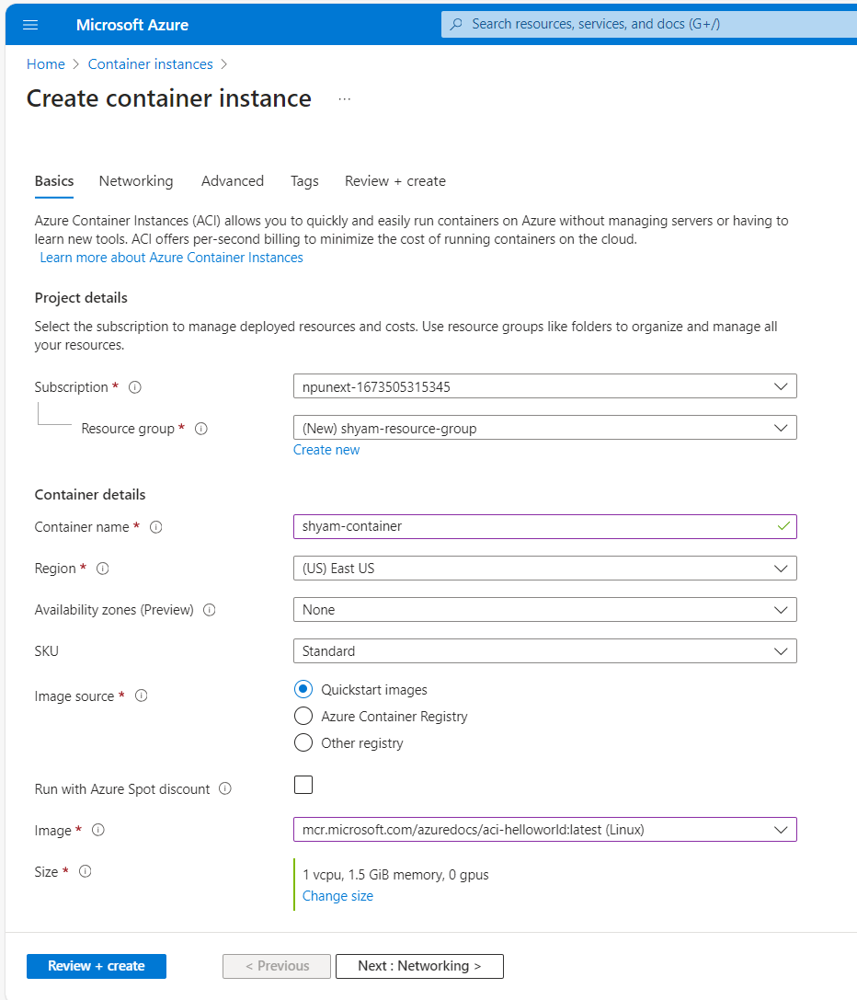 Microsoft Azure
Search resources, services, and docs (G+/)
Home > Container instances >
Create container instance ...
Basics Networking Advanced Tags Review + create
Azure Container Instances (ACI) allows you to quickly and easily run containers on Azure without managing servers or having to
learn new tools. ACI offers per-second billing to minimize the cost of running containers on the cloud.
Learn more about Azure Container Instances
Project details
Select the subscription to manage deployed resources and costs. Use resource groups like folders to organize and manage all
your resources.
Subscription * npunext-1673505315345
Resource group * (New) shyam-resource-group
Create new
Container details
Container name * shyam-container
Region * (US) East US
Availability zones (Preview) None
SKU Standard
Image source * Quickstart images
Azure Container Registry
Other registry
Run with Azure Spot discount
Image * mcr.microsoft.com/azuredocs/aci-helloworld:latest (Linux)
Size * 1 vcpu, 1.5 GiB memory, 0 gpus
Change size
Review + create < Previous Next : Networking >